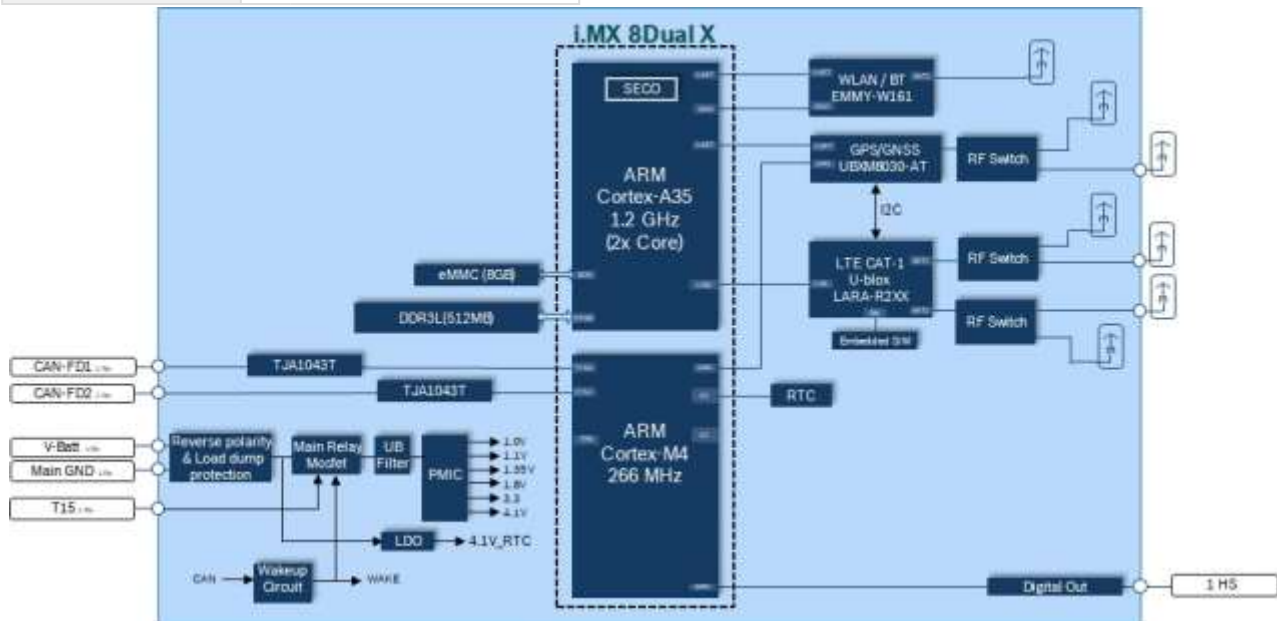 i.MX 8Dual X
SECO
ARM
Cortex-A35
1.2 GHz
(2x Core)
WLAN / BT
EMMY-W161
GPS/GNSS
UBXM8030-AT
RF Switch
I2C
LTE CAT-1
U-blox
LARA-R2XX
RF Switch
RF Switch
Embedded SIM
eMMC (8GB)
DDR3L(512MB)
CAN-FD1
TJA1043T
CAN-FD2
TJA1043T
RTC
ARM
Cortex-M4
266 MHz
V-Batt
Main GND
T15
Reverse polarity
& Load dump
protection
Main Relay
Mosfet
UB
Filter
PMIC
1.0V
1.1V
1.35V
1.8V
3.3
4.1V
LDO
4.1V_RTC
CAN
Wakeup
Circuit
WAKE
Digital Out
1 HS